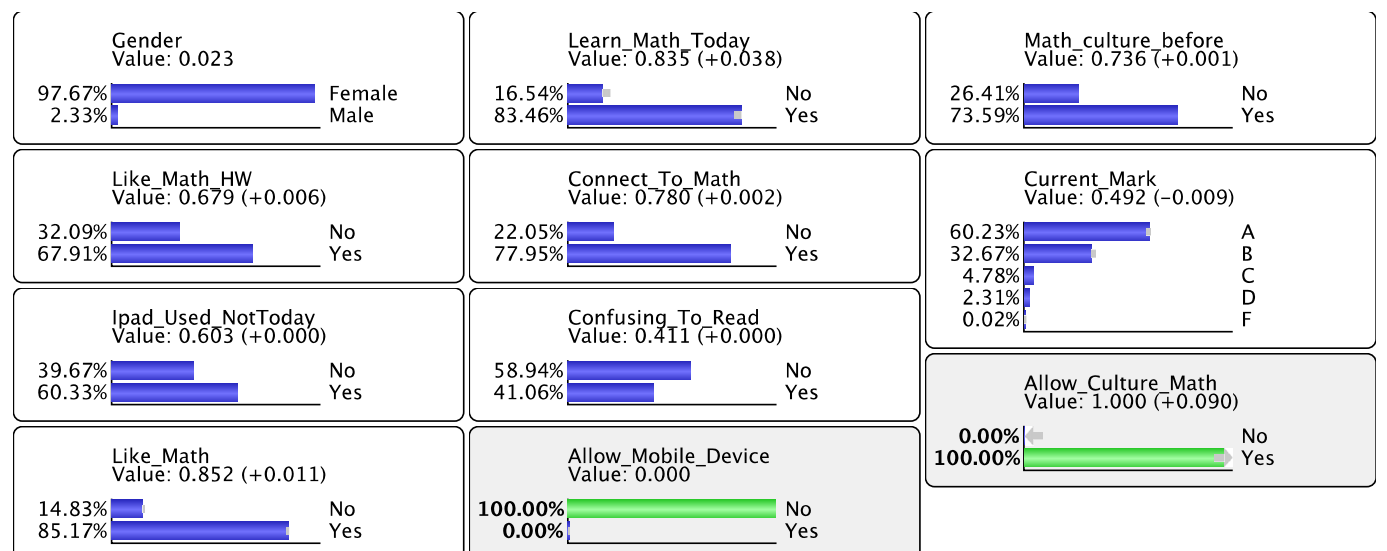 Gender
Value: 0.023
97.67% Female
2.33% Male
Like_Math_HW
Value: 0.679 (+0.006)
32.09% No
67.91% Yes
Ipad_Used_NotToday
Value: 0.603 (+0.000)
39.67% No
60.33% Yes
Like_Math
Value: 0.852 (+0.011)
14.83% No
85.17% Yes
Learn_Math_Today
Value: 0.835 (+0.038)
16.54% No
83.46% Yes
Connect_To_Math
Value: 0.780 (+0.002)
22.05% No
77.95% Yes
Confusing_To_Read
Value: 0.411 (+0.000)
58.94% No
41.06% Yes
Allow_Mobile_Device
Value: 0.000
100.00% No
0.00% Yes
Math_culture_before
Value: 0.736 (+0.001)
26.41% No
73.59% Yes
Current_Mark
Value: 0.492 (−0.009)
60.23% A
32.67% B
4.78% C
2.31% D
0.02% F
Allow_Culture_Math
Value: 1.000 (+0.090)
0.00% No
100.00% Yes